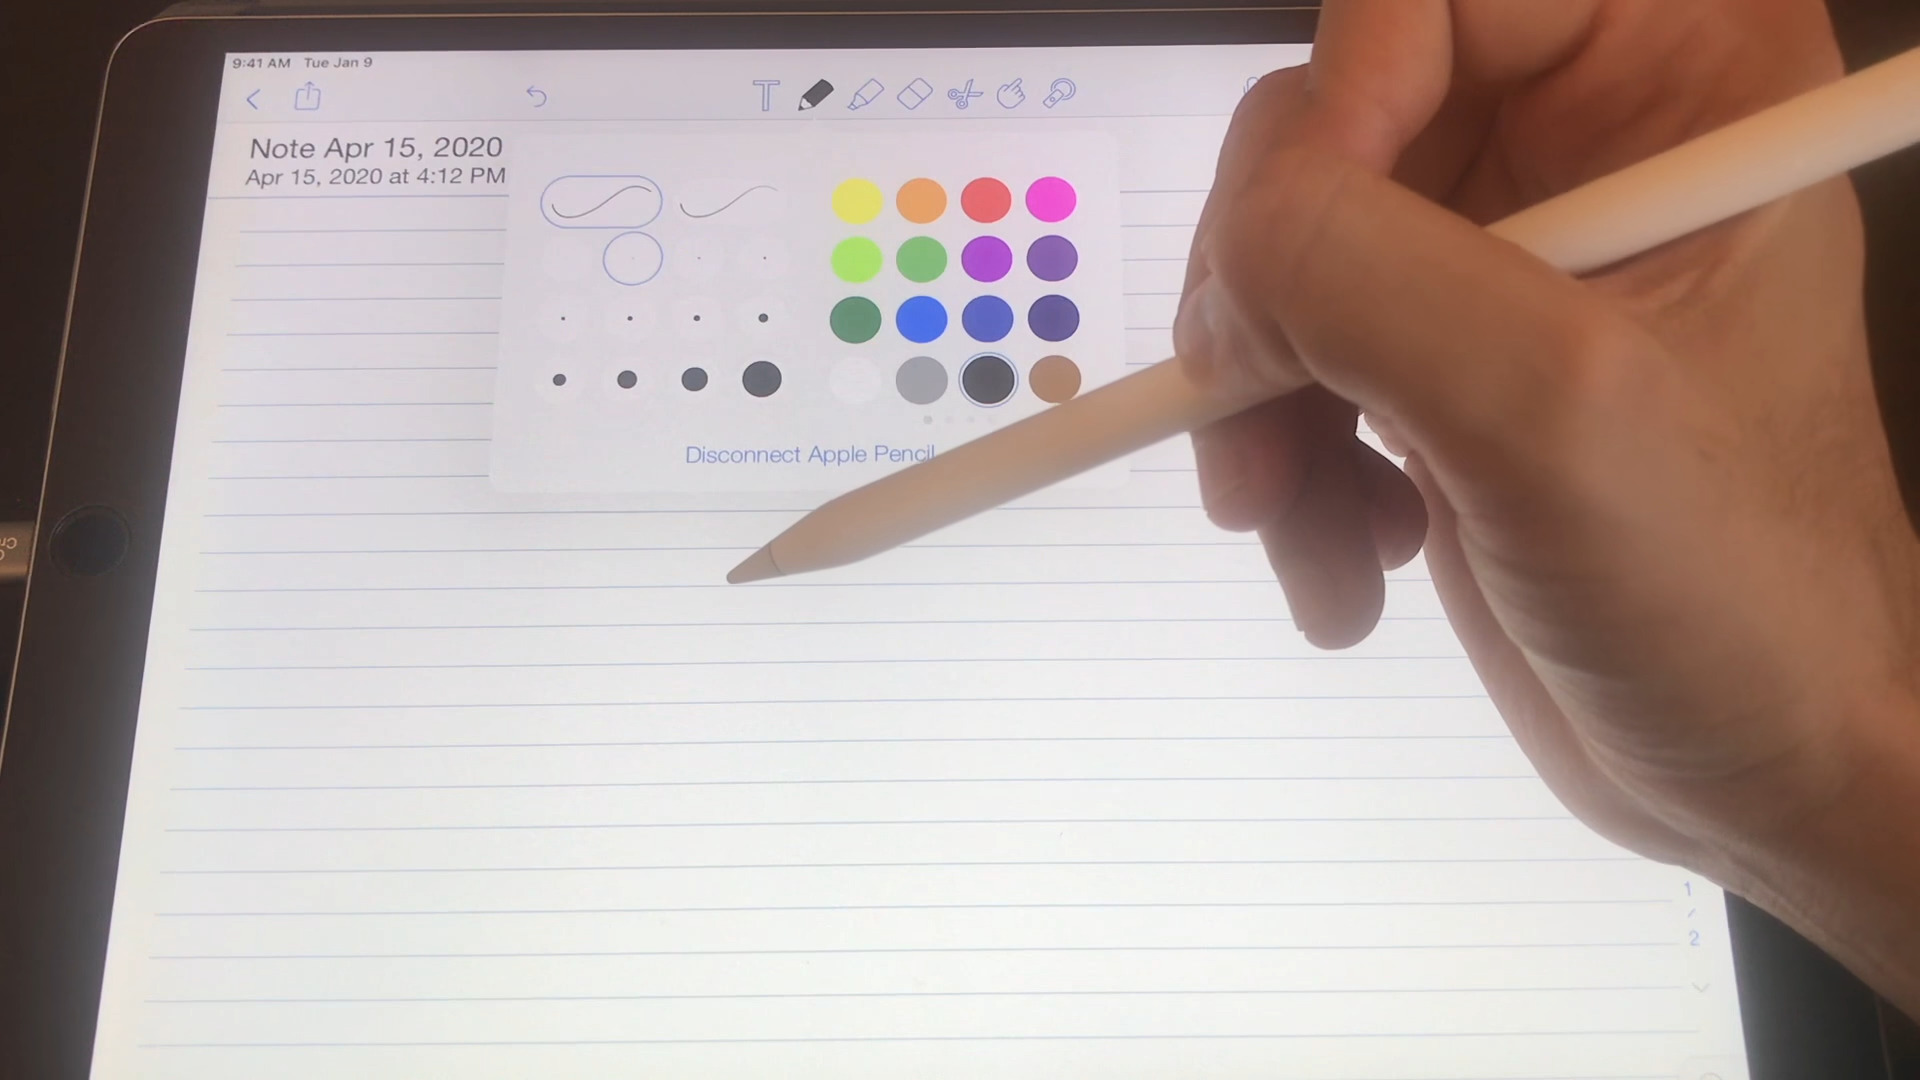 9:41 AM Tue Jan 9
T
Note Apr 15, 2020
Apr 15, 2020 at 4:12 PM
Disconnect Apple Pencil
1
/
2